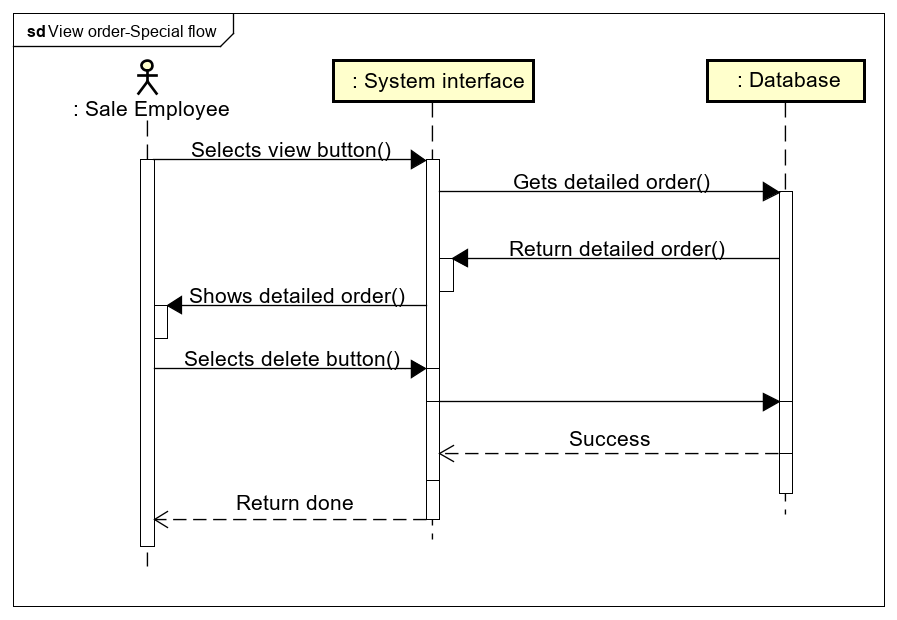 sd View order-Special flow
: Sale Employee
: System interface
: Database
Selects view button()
Gets detailed order()
Return detailed order()
Shows detailed order()
Selects delete button()
Success
Return done